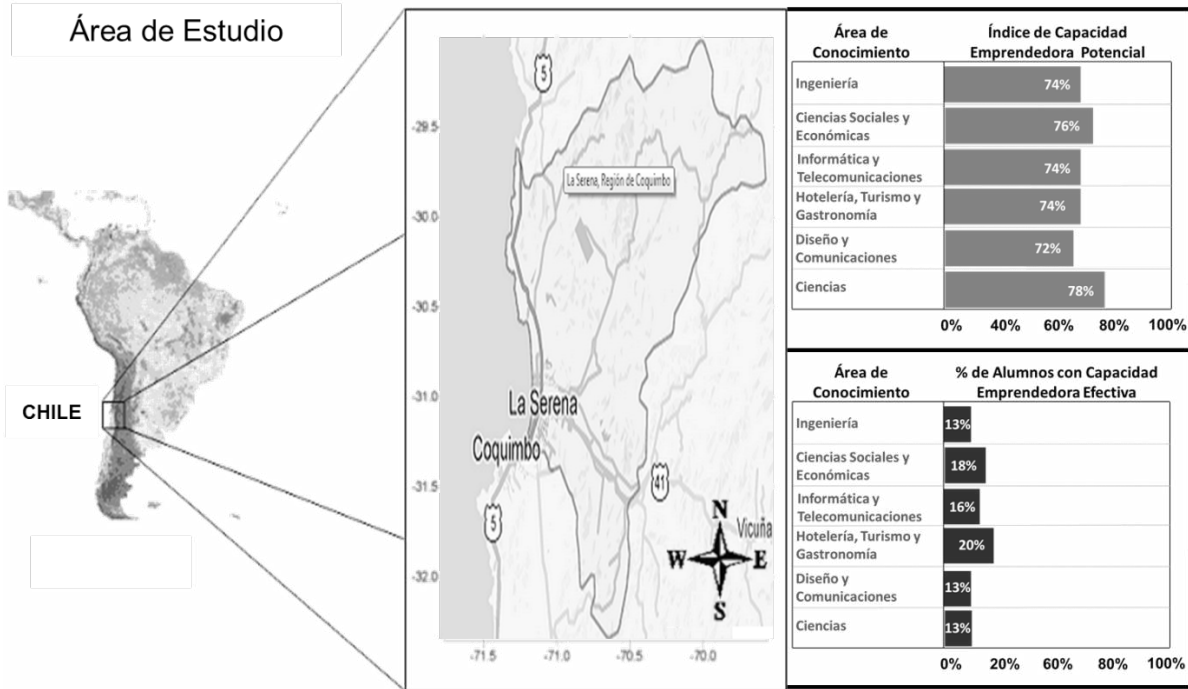 Área de Estudio
CHILE
-29.5
-30.0
-30.5
-31.0
-31.5
-32.0
5
La Serena, Región de Coquimbo
La Serena
Coquimbo
41
5
Vicuña
N
W
E
S
-71.5
-71.0
-70.5
-70.0
Área de
Conocimiento
Índice de Capacidad
Emprendedora Potencial
Ingeniería
74%
Ciencias Sociales y
Económicas
76%
Informática y
Telecomunicaciones
74%
Hotelería, Turismo y
Gastronomía
74%
Diseño y
Comunicaciones
72%
Ciencias
78%
0% 40% 60% 80% 100%
Área de
Conocimiento
% de Alumnos con Capacidad
Emprendedora Efectiva
Ingeniería
13%
Ciencias Sociales y
Económicas
18%
Informática y
Telecomunicaciones
16%
Hotelería, Turismo y
Gastronomía
20%
Diseño y
Comunicaciones
13%
Ciencias
13%
0% 20% 40% 60% 80% 100%